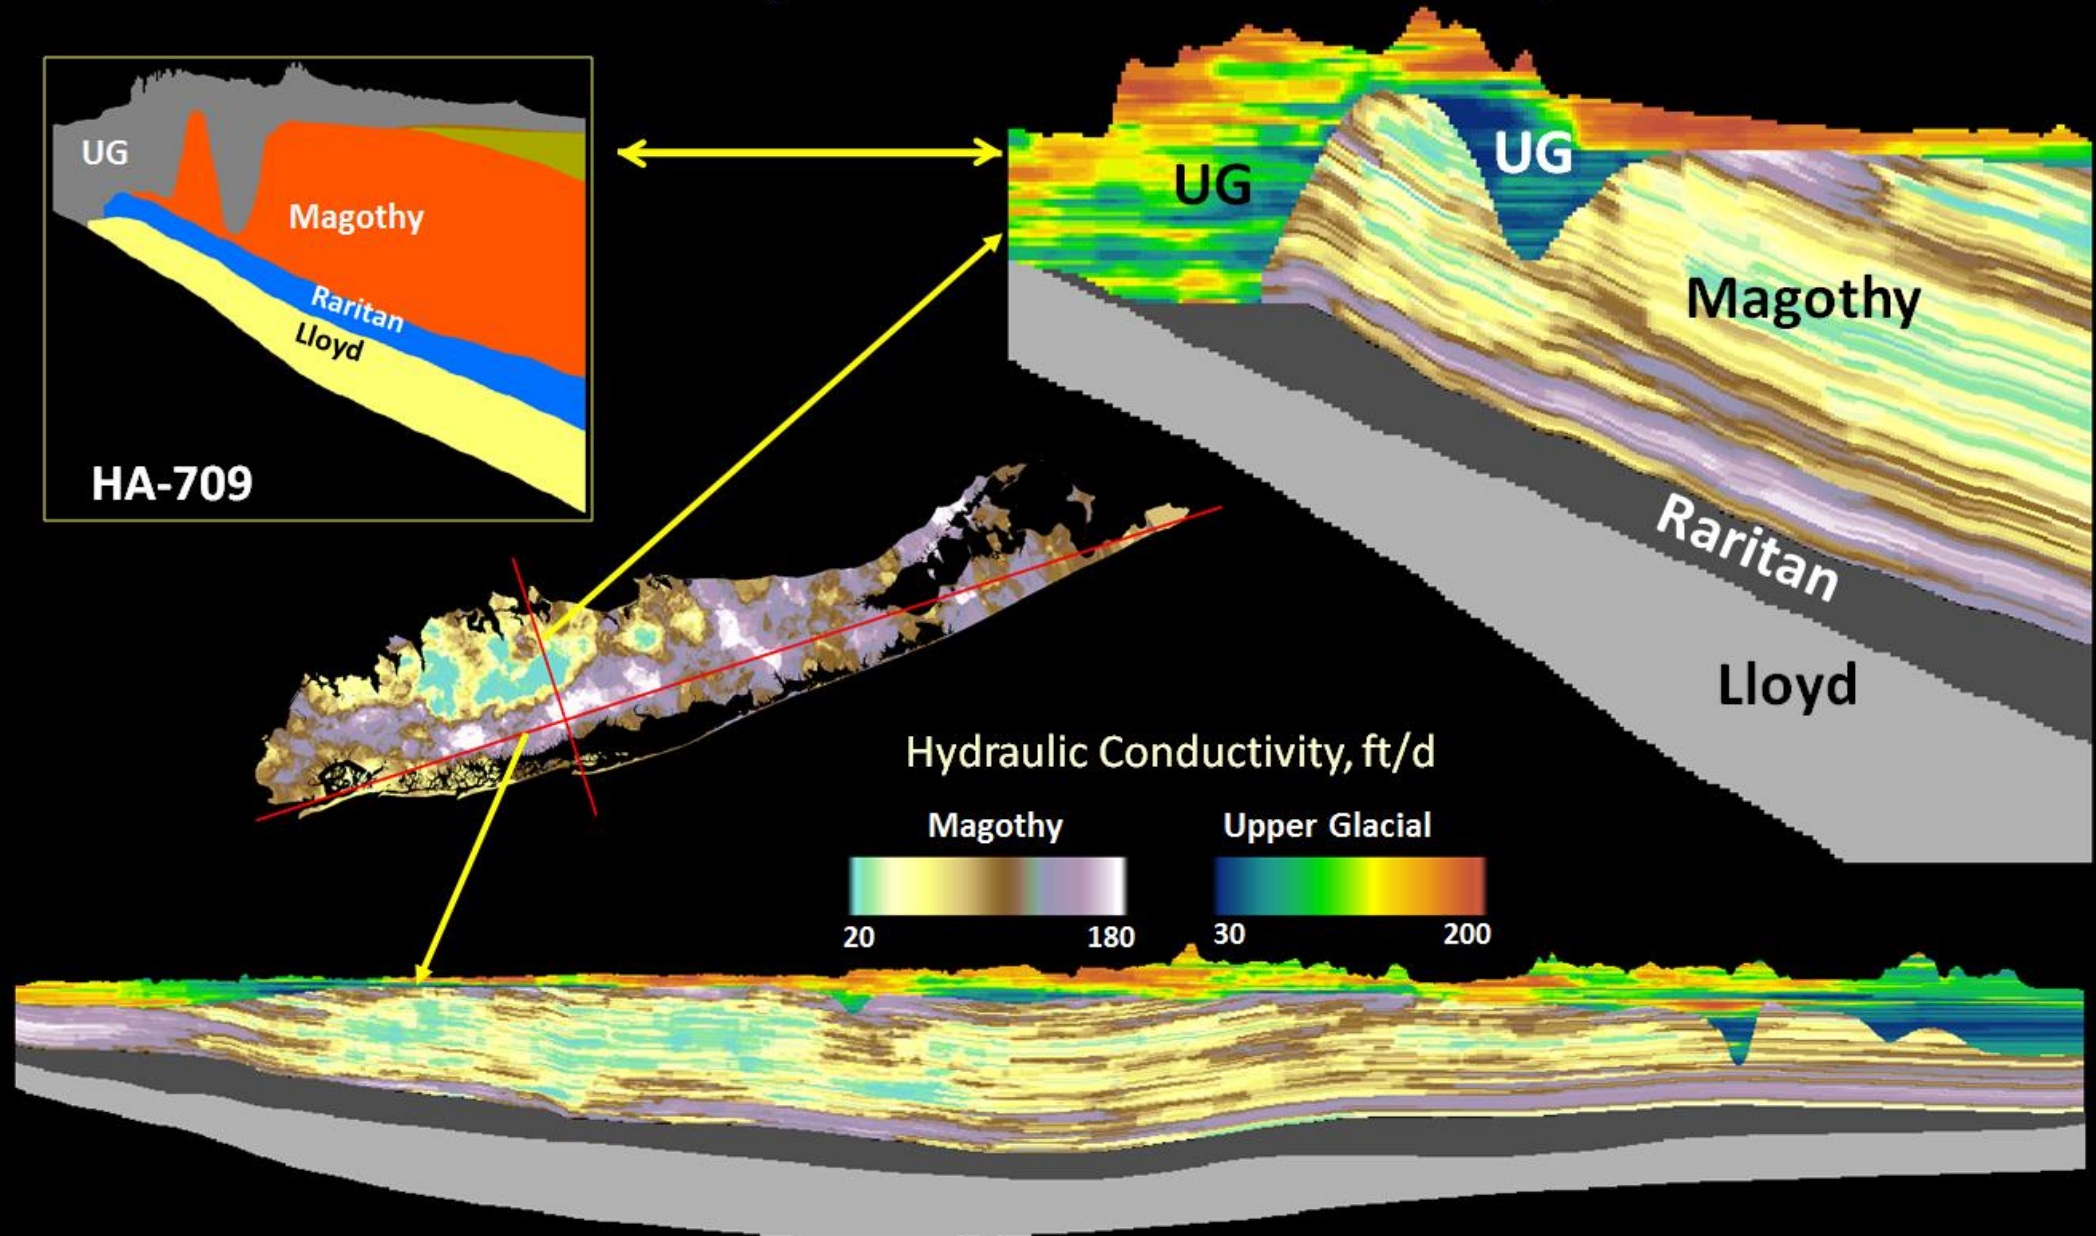 UG
Magothy
Raritan
Lloyd
HA-709
UG
UG
Magothy
Raritan
Lloyd
Hydraulic Conductivity, ft/d
Magothy
Upper Glacial
20
180
30
200